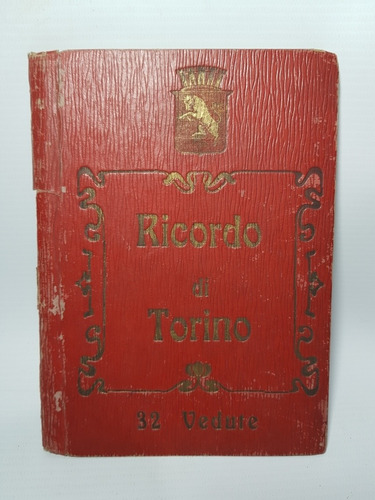 Ricordo
di
Torino
32 Vedute